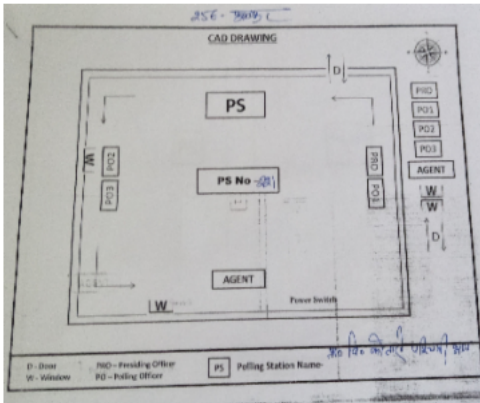 CAD DRAWING
D
PS
PRO
PO1
PO2
PO3
AGENT
W
W
D
W
PO2
PO3
PS No
PRO
PO1
AGENT
W
Power Switch
D - Door
W - Window
PRO - Presiding Officer
PO - Polling Officer
PS
Polling Station Name-